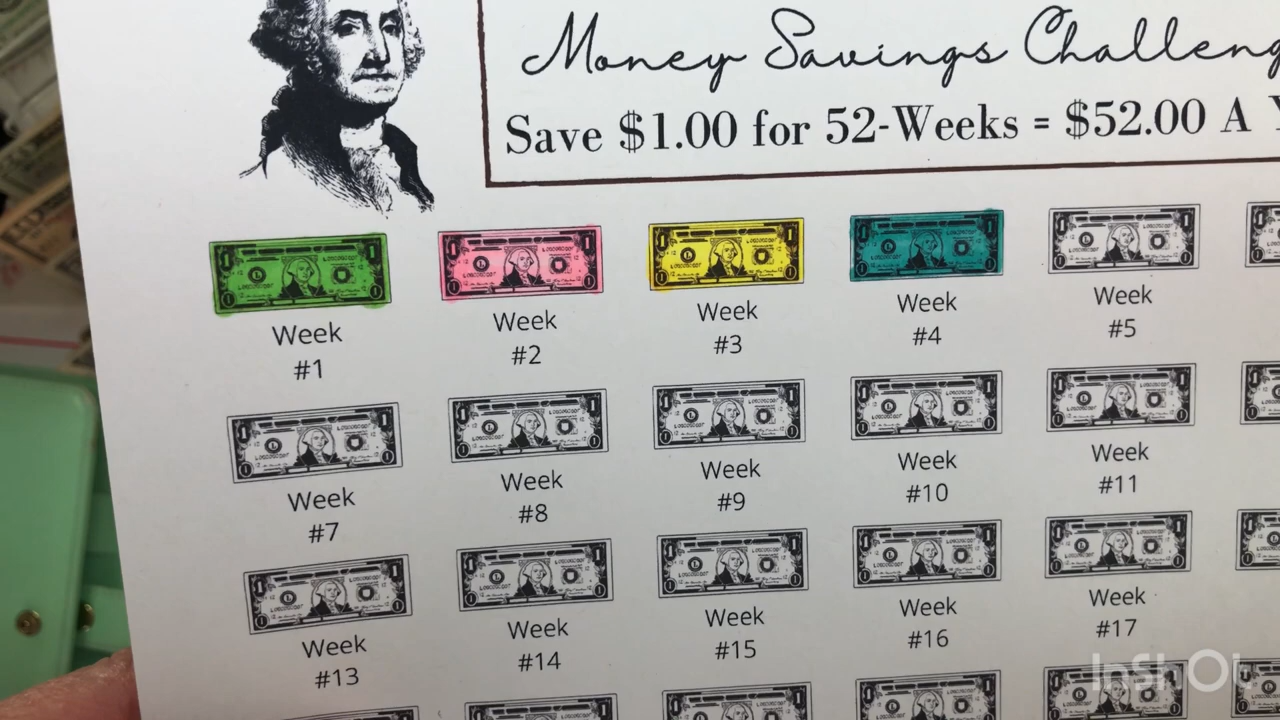 Money Savings Challeng
Save $1.00 for 52-Weeks = $52.00 A Y
Week
#1
Week
#2
Week
#3
Week
#4
Week
#5
Week
#7
Week
#8
Week
#9
Week
#10
Week
#11
Week
#13
Week
#14
Week
#15
Week
#16
Week
#17
InShOt